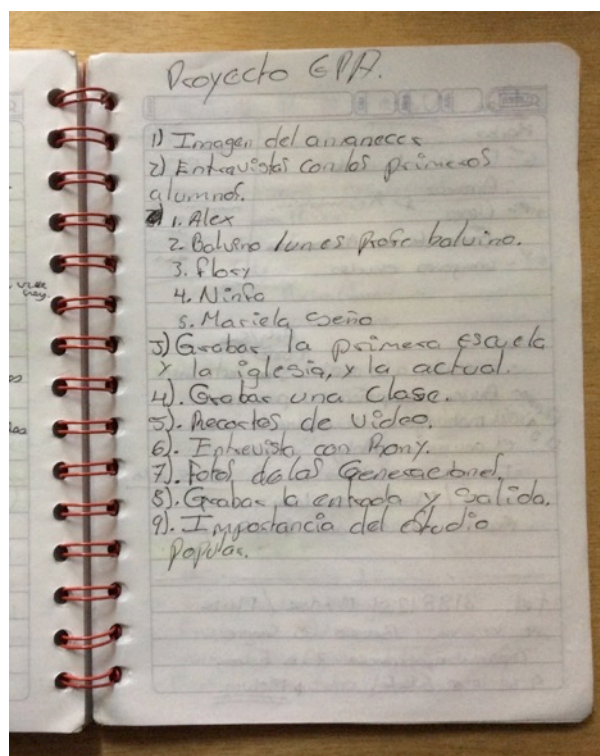 Proyecto EPA.
1) Imagen del amanecer
2) Entrevistas con los primeros
alumnos.
1. Alex
2. Balvino lunes profe balvino.
3. Flory
4. Ninfo
5. Mariela Seño
3) Grabar la primera escuela
y la iglesia, y la actual.
4). Grabar una Clase.
5). Recortes de video.
6). Entrevista con Rony.
7). Fotos de las Generaciones.
8). Grabar la entrada y Salida.
9). Importancia del estudio
Popular.